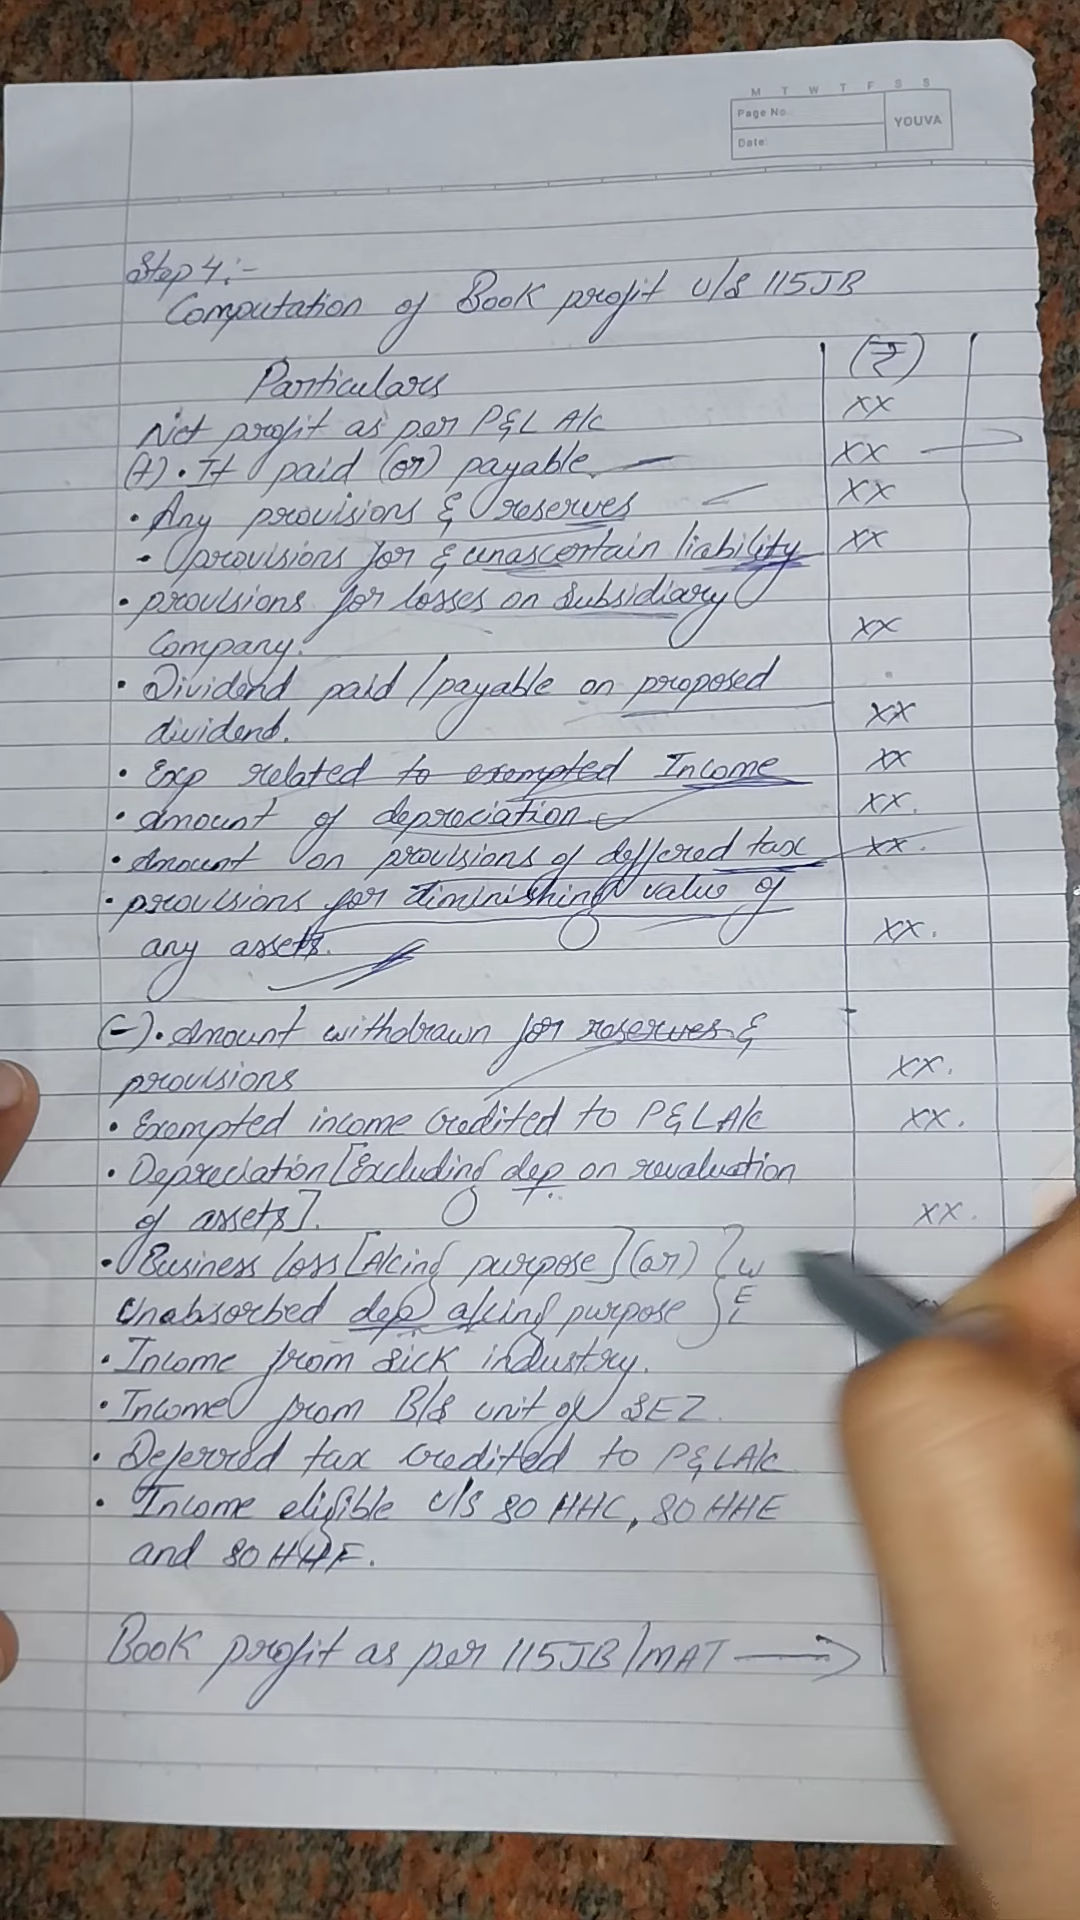 M T W T F S S
Page No.
YOUVA
Date:
Step 4:-
Computation of Book profit u/s 115JB
Particulars (₹)
Net profit as per P&L A/c xx
(+) • It paid (or) payable xx
• Any provisions & reserves xx
- provisions for & unascertain liability xx
• provisions for losses on subsidiary
Company. xx
• Dividend paid / payable on proposed
dividend. xx
• Exp related to exempted Income xx
• Amount of depreciation xx.
• Amount on provisions of deffered tax xx.
• provisions for Diminishing value of
any assets. xx.
(-) • Amount withdrawn for reserves &
provisions xx.
• Exempted income credited to P&L A/c xx.
• Depreciation [Excluding dep on revaluation
of assets]. xx.
• Business loss [A/cing purpose] (or) } W
Unabsorbed dep a/cing purpose } E
L
• Income from sick industry.
• Income from B/s unit of SEZ.
• Deferred tax credited to P&LA/c
• Income eligible u/s 80 HHC, 80 HHE
and 80 HHF.
Book profit as per 115JB/MAT →